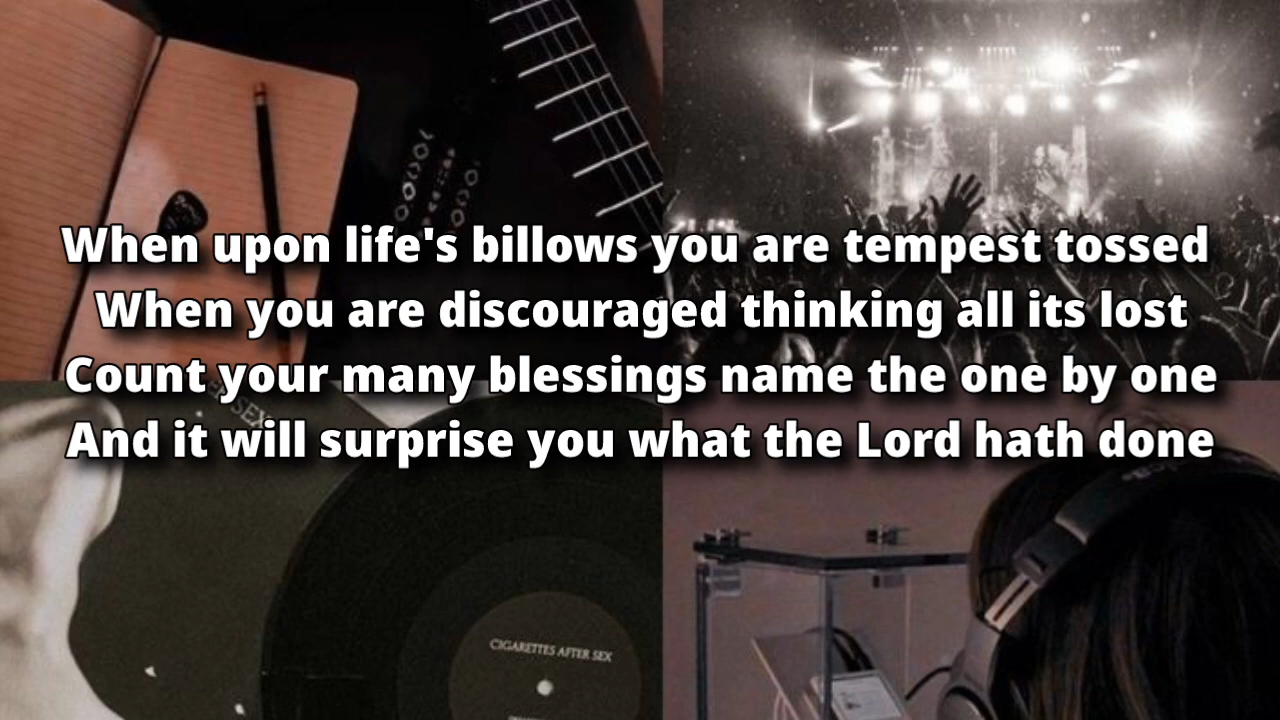 When upon life's billows you are tempest tossed
When you are discouraged thinking all its lost
Count your many blessings name the one by one
And it will surprise you what the Lord hath done
SEX
CIGARETTES AFTER SEX